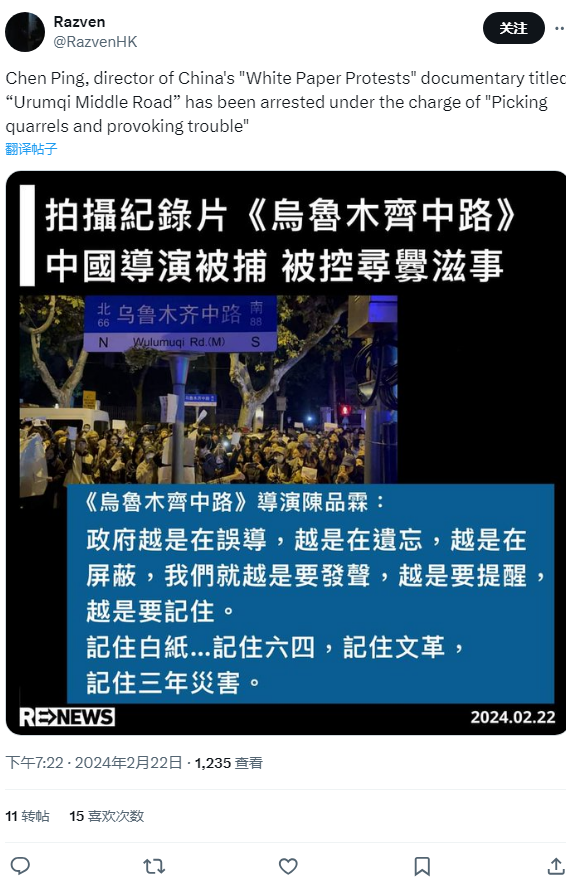 Razven
@RazvenHK
关注
Chen Ping, director of China's "White Paper Protests" documentary titled
“Urumqi Middle Road” has been arrested under the charge of "Picking
quarrels and provoking trouble"
翻译帖子
拍攝紀錄片《烏魯木齊中路》
中國導演被捕 被控尋釁滋事
北 乌鲁木齐中路 南
66 88
N Wulumuqi Rd.(M) S
《烏魯木齊中路》導演陳品霖：
政府越是在誤導，越是在遺忘，越是在
屏蔽，我們就越是要發聲，越是要提醒，
越是要記住。
記住白紙...記住六四，記住文革，
記住三年災害。
RE>NEWS
2024.02.22
下午7:22 · 2024年2月22日 · 1,235 查看
11 转帖 15 喜欢次数